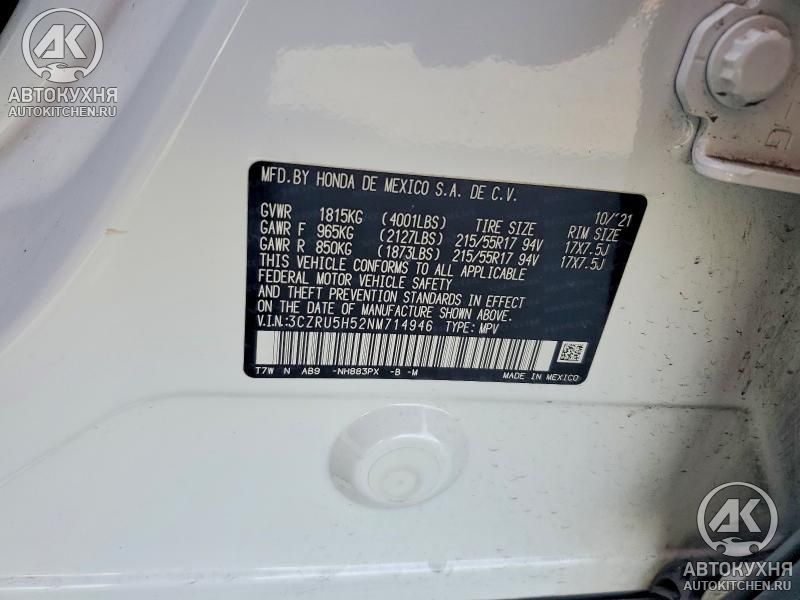 АК
АВТОКУХНЯ
AUTOKITCHEN.RU
G
MFD.BY HONDA DE MEXICO S.A. DE C.V.
GVWR 1815KG (4001LBS) TIRE SIZE 10/'21 RIM SIZE
GAWR F 965KG (2127LBS) 215/55R17 94V 17X7.5J
GAWR R 850KG (1873LBS) 215/55R17 94V 17X7.5J
THIS VEHICLE CONFORMS TO ALL APPLICABLE
FEDERAL MOTOR VEHICLE SAFETY
AND THEFT PREVENTION STANDARDS IN EFFECT
ON THE DATE OF MANUFACTURE SHOWN ABOVE.
V.I.N:3CZRU5H52NM714946 TYPE: MPV
T7W N AB9 -NH883PX -B -M MADE IN MEXICO
АК
АВТОКУХНЯ
AUTOKITCHEN.RU